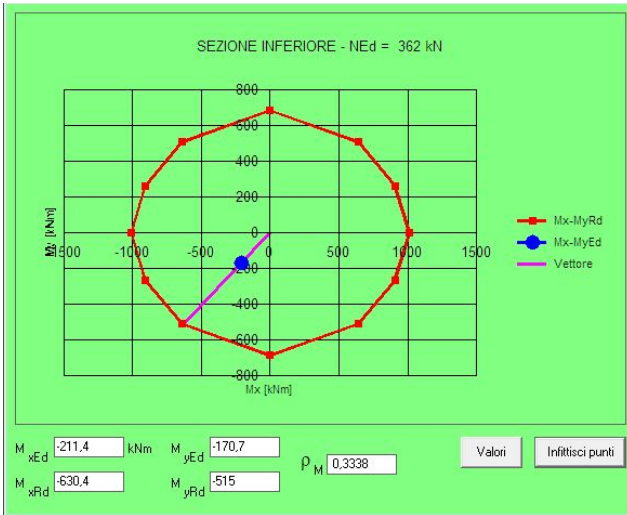 SEZIONE INFERIORE - NEd = 362 kN
800
600
400
200
0
-200
-400
-600
-800
-1500 -1000 -500 0 500 1000 1500
[kNm]
Mx [kNm]
Mx-MyRd
Mx-MyEd
Vettore
M xEd -211,4 kNm M yEd -170,7
M xRd -630,4 M yRd -515
ρ M 0,3338
Valori
Infittisci punti